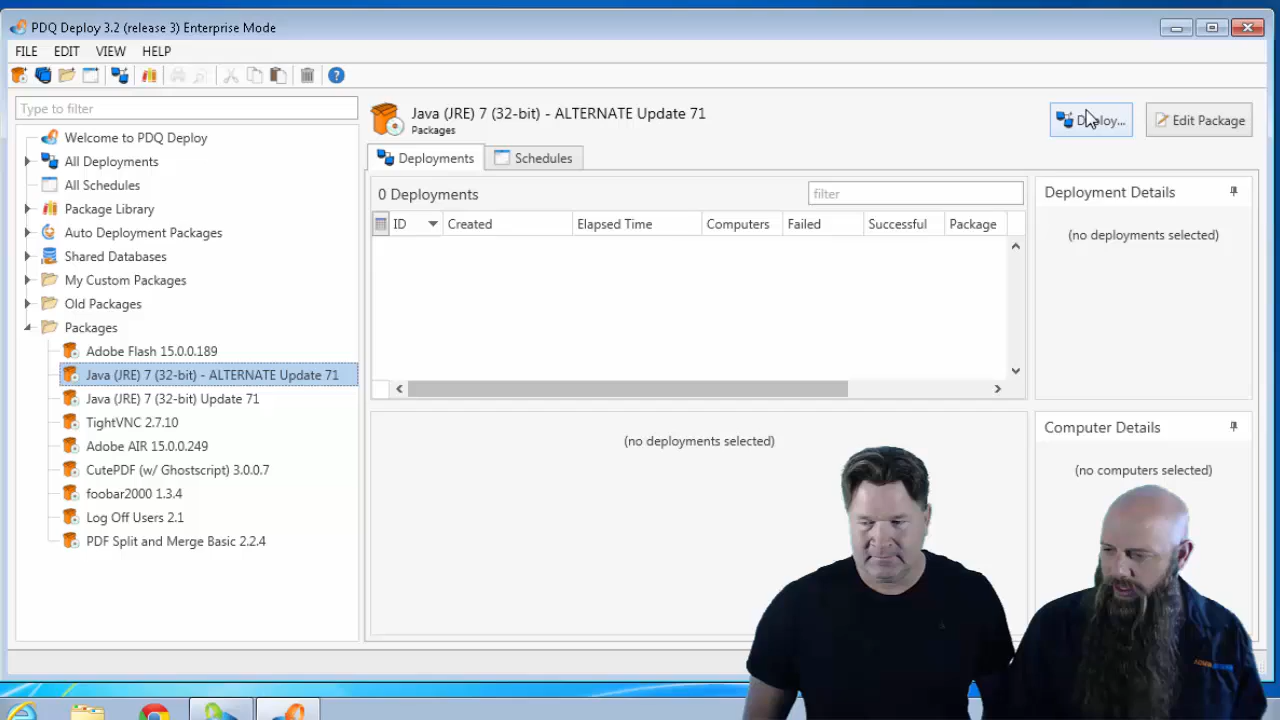 PDQ Deploy 3.2 (release 3) Enterprise Mode
FILE EDIT VIEW HELP
Type to filter
Welcome to PDQ Deploy
All Deployments
All Schedules
Package Library
Auto Deployment Packages
Shared Databases
My Custom Packages
Old Packages
Packages
Adobe Flash 15.0.0.189
Java (JRE) 7 (32-bit) - ALTERNATE Update 71
Java (JRE) 7 (32-bit) Update 71
TightVNC 2.7.10
Adobe AIR 15.0.0.249
CutePDF (w/ Ghostscript) 3.0.0.7
foobar2000 1.3.4
Log Off Users 2.1
PDF Split and Merge Basic 2.2.4
Java (JRE) 7 (32-bit) - ALTERNATE Update 71
Packages
Deploy... Edit Package
Deployments Schedules
0 Deployments filter
ID Created Elapsed Time Computers Failed Successful Package
(no deployments selected)
Deployment Details
(no deployments selected)
Computer Details
(no computers selected)